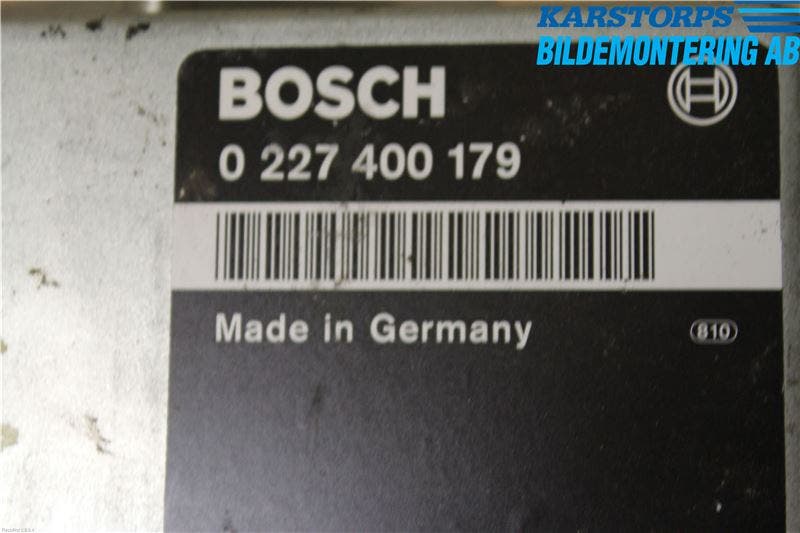 KARSTORPS
BILDEMONTERING AB
BOSCH
0 227 400 179
Made in Germany
810